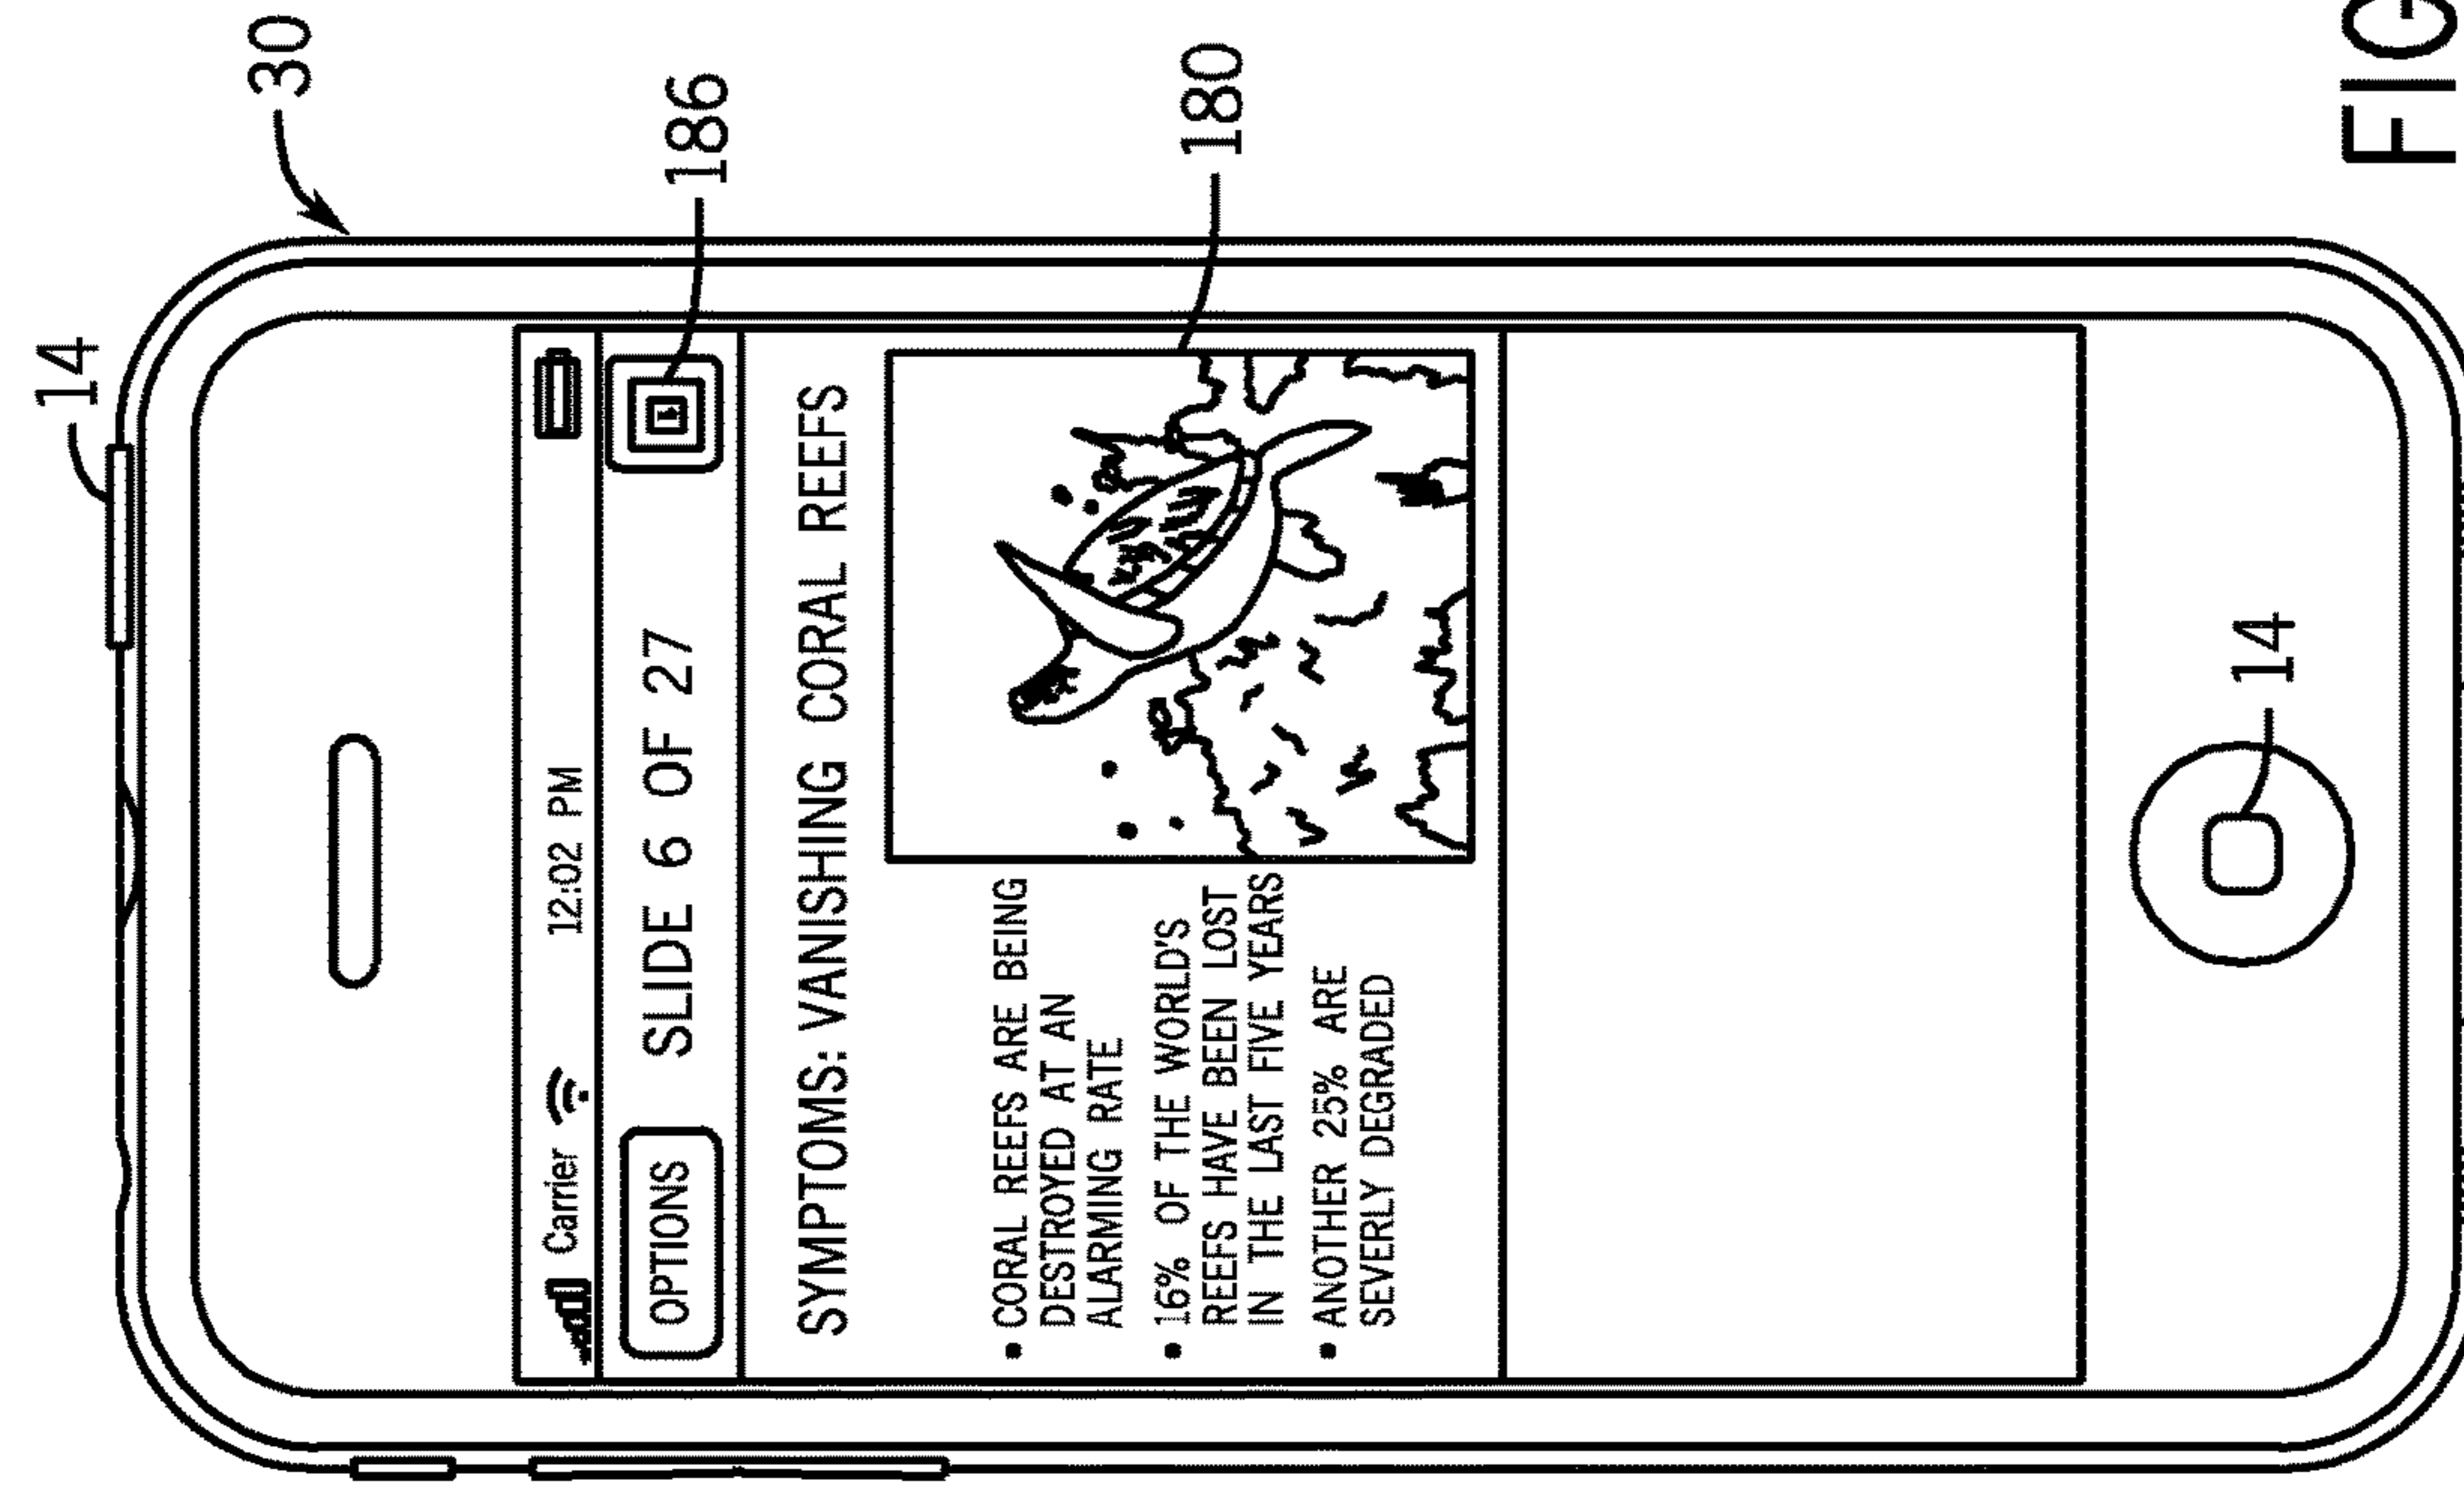 14
30
Carrier 12:02 PM
OPTIONS SLIDE 6 OF 27
186
SYMPTOMS: VANISHING CORAL REEFS
• CORAL REEFS ARE BEING
DESTROYED AT AN
ALARMING RATE
• 16% OF THE WORLD'S
REEFS HAVE BEEN LOST
IN THE LAST FIVE YEARS
• ANOTHER 25% ARE
SEVERLY DEGRADED
180
14
FIG